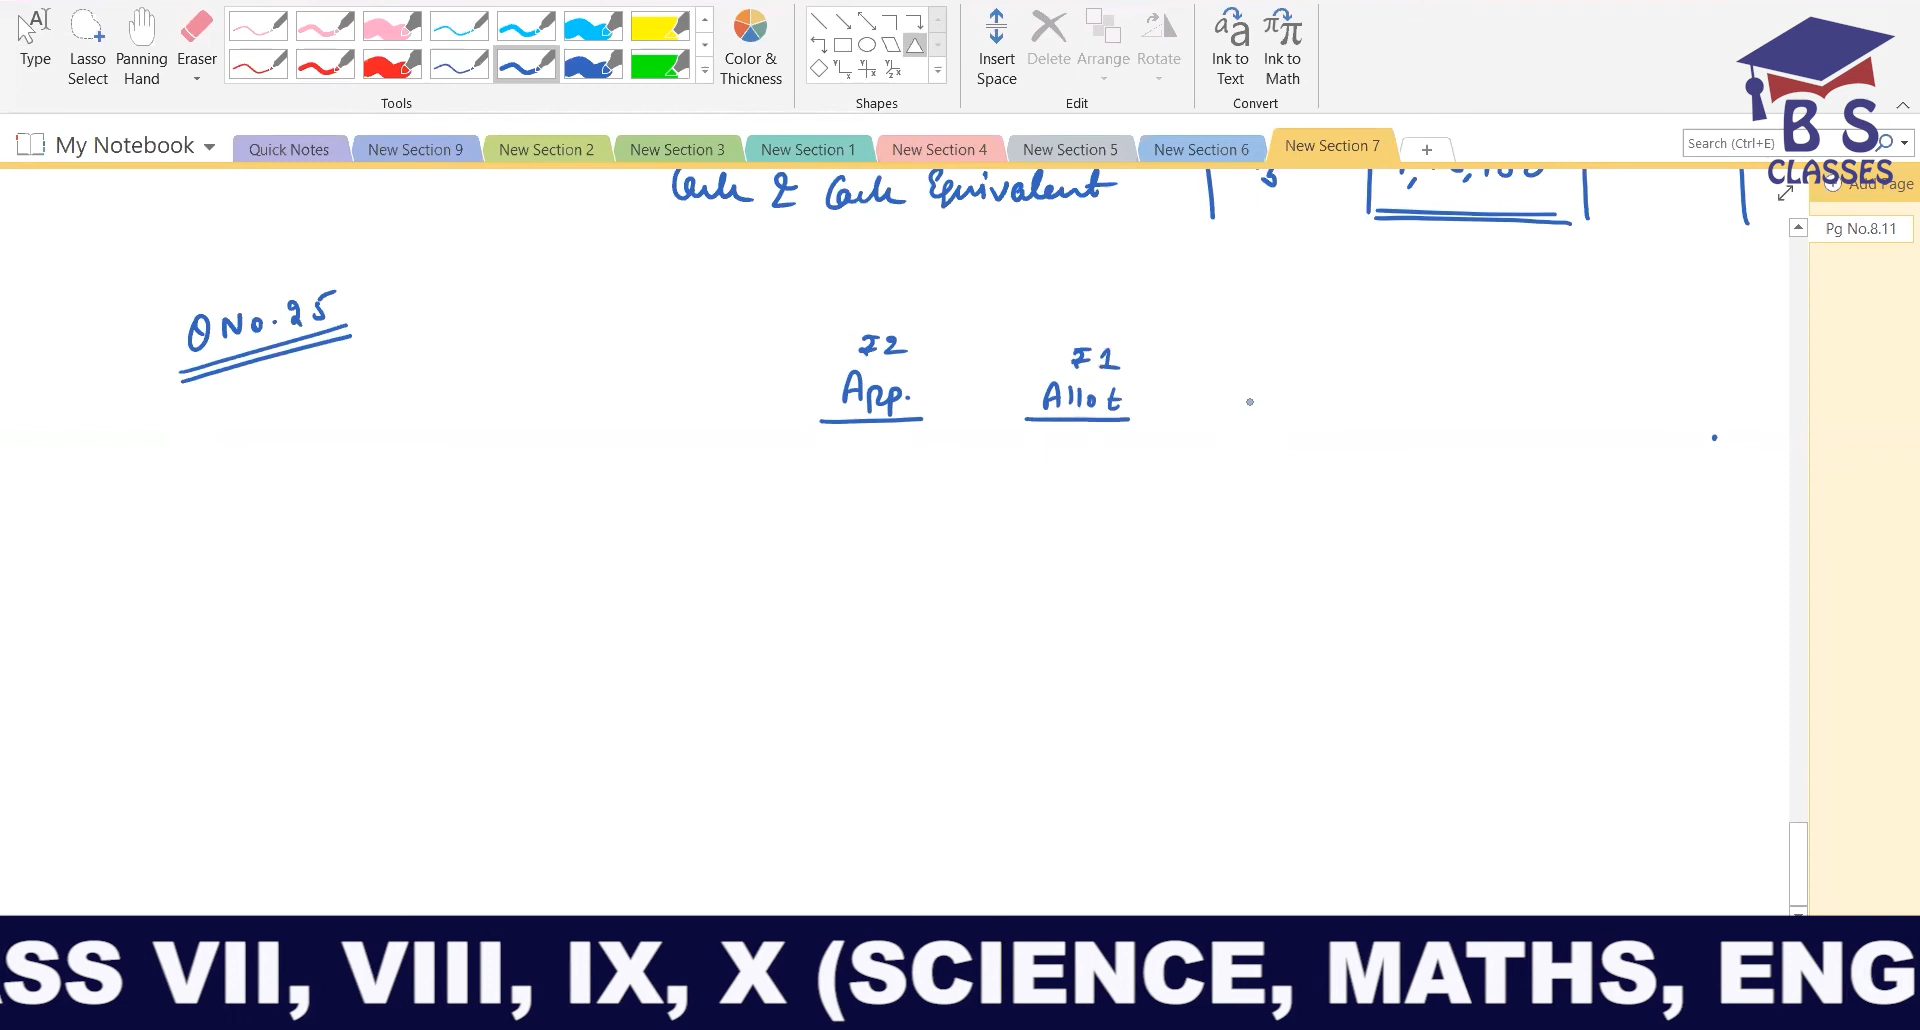 Type
Lasso Select
Panning Hand
Eraser
Color & Thickness
Insert Space
Delete
Arrange
Rotate
Ink to Text
Ink to Math
Tools
Shapes
Edit
Convert
My Notebook
Quick Notes
New Section 9
New Section 2
New Section 3
New Section 1
New Section 4
New Section 5
New Section 6
New Section 7
Search (Ctrl+E)
B S
CLASSES
Add Page
Pg No.8.11
Cash & Cash Equivalent
Q No. 25
₹2
App.
₹1
Allot
SS VII, VIII, IX, X (SCIENCE, MATHS, ENG